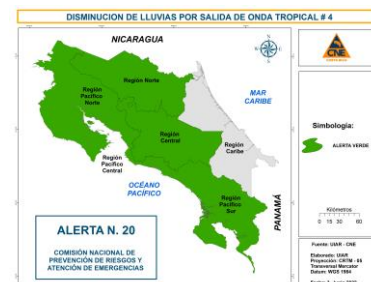 DISMINUCION DE LLUVIAS POR SALIDA DE ONDA TROPICAL # 4
NICARAGUA
CNE
Región Norte
Región
Pacífico
Norte
MAR
CARIBE
Simbología:
ALERTA VERDE
Región
Central
Región
Caribe
Región
Pacífico
Central
OCÉANO
PACÍFICO
Región
Pacífico
Sur
PANAMÁ
Kilómetros
0 15 30 60
ALERTA N. 20
COMISIÓN NACIONAL DE
PREVENCIÓN DE RIESGOS Y
ATENCIÓN DE EMERGENCIAS
Fuente: UIAR - CNE
Elaborado: UIAR
Proyección: CRTM - 05
Transversal Mercator
Datum: WGS 1984